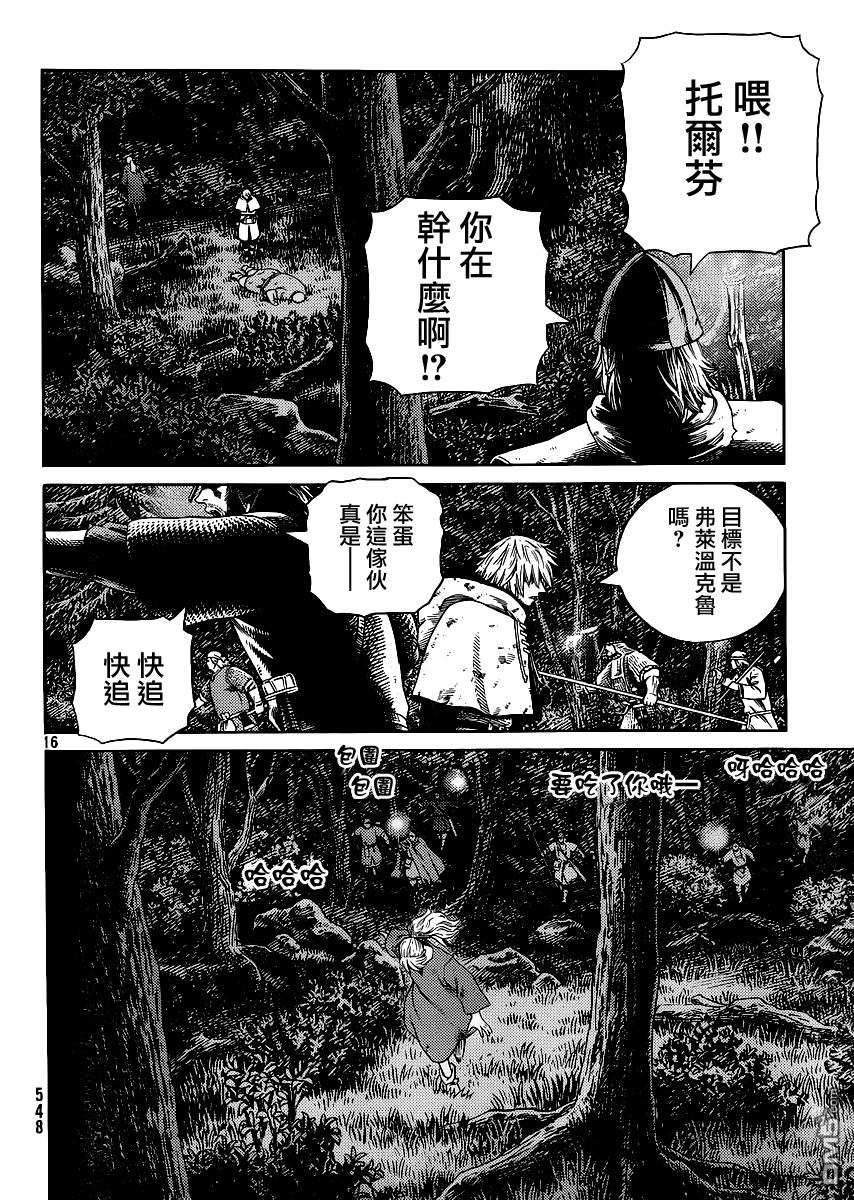 喂!!
托爾芬
你在
幹什麼啊!?
目標不是
弗萊溫克魯
嗎?
笨蛋
你這傢伙
真是——
快追
快追
16
呀哈哈哈
要吃了你哦—
包圍
包圍
哈哈哈
548
DM5